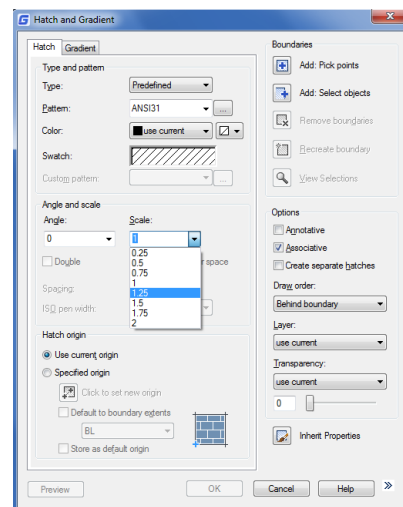 Hatch and Gradient
Hatch Gradient
Type and pattern
Type: Predefined
Pattern: ANSI31 ...
Color: use current
Swatch:
Custom pattern: ...
Angle and scale
Angle: Scale:
0 1
0.25
Double 0.5 space
0.75
Spacing: 1
1.25
ISO pen width: 1.5
1.75
2
Hatch origin
Use current origin
Specified origin
Click to set new origin
Default to boundary extents
BL
Store as default origin
Boundaries
Add: Pick points
Add: Select objects
Remove boundaries
Recreate boundary
View Selections
Options
Annotative
Associative
Create separate hatches
Draw order:
Behind boundary
Layer:
use current
Transparency:
use current
0
Inherit Properties
Preview OK Cancel Help »